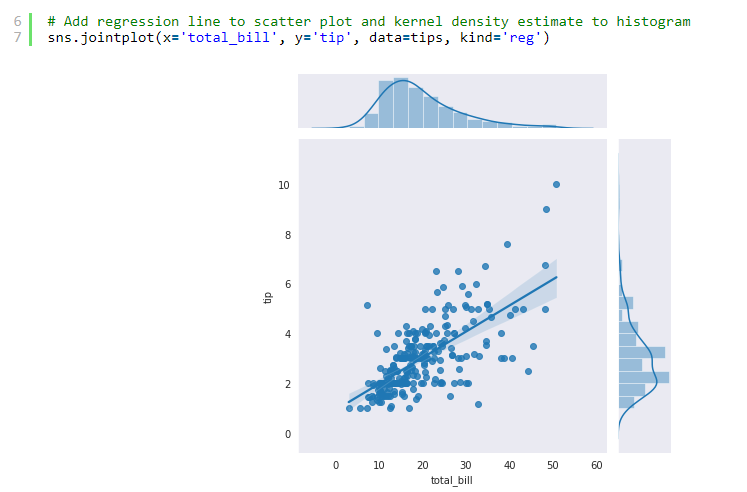 6 # Add regression line to scatter plot and kernel density estimate to histogram
7 sns.jointplot(x='total_bill', y='tip', data=tips, kind='reg')
10
8
6
4
2
0
tip
0 10 20 30 40 50 60
total_bill